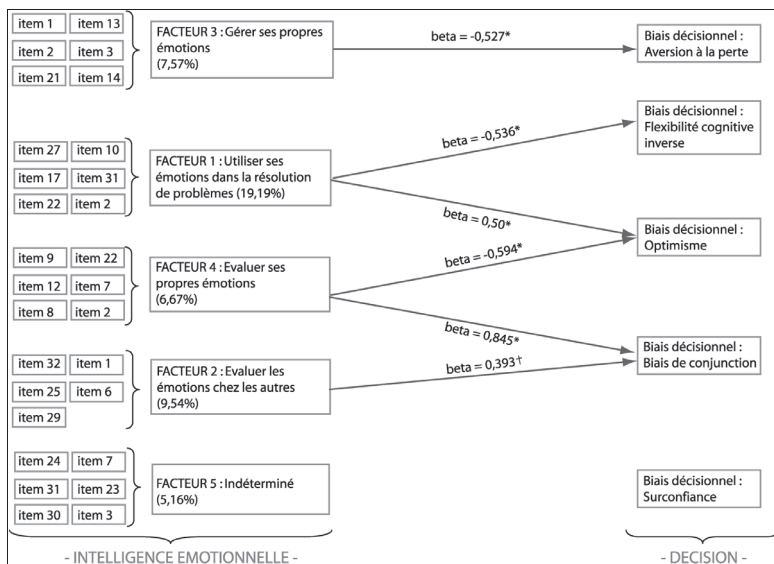 item 1 item 13
item 2 item 3
item 21 item 14
FACTEUR 3 : Gérer ses propres
émotions
(7,57%)
beta = -0,527*
Biais décisionnel :
Aversion à la perte
Biais décisionnel :
Flexibilité cognitive
inverse
item 27 item 10
item 17 item 31
item 22 item 2
FACTEUR 1 : Utiliser ses
émotions dans la résolution
de problèmes (19,19%)
beta = -0,536*
beta = 0,50*
Biais décisionnel :
Optimisme
item 9 item 22
item 12 item 7
item 8 item 2
FACTEUR 4 : Evaluer ses
propres émotions
(6,67%)
beta = -0,594*
beta = 0,845*
Biais décisionnel :
Biais de conjonction
item 32 item 1
item 25 item 6
item 29
FACTEUR 2 : Evaluer les
émotions chez les autres
(9,54%)
beta = 0,393†
item 24 item 7
item 31 item 23
item 30 item 3
FACTEUR 5 : Indéterminé
(5,16%)
Biais décisionnel :
Surconfiance
- INTELLIGENCE EMOTIONNELLE -
- DECISION -